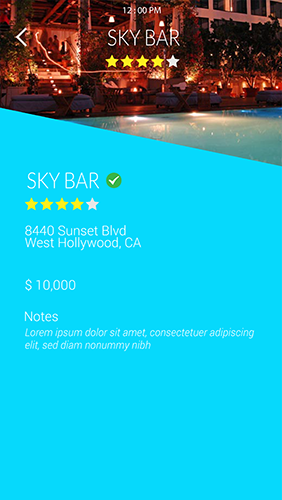 12:00 PM
SKY BAR
SKY BAR
8440 Sunset Blvd
West Hollywood, CA
$ 10,000
Notes
Lorem ipsum dolor sit amet, consectetuer adipiscing
elit, sed diam nonummy nibh